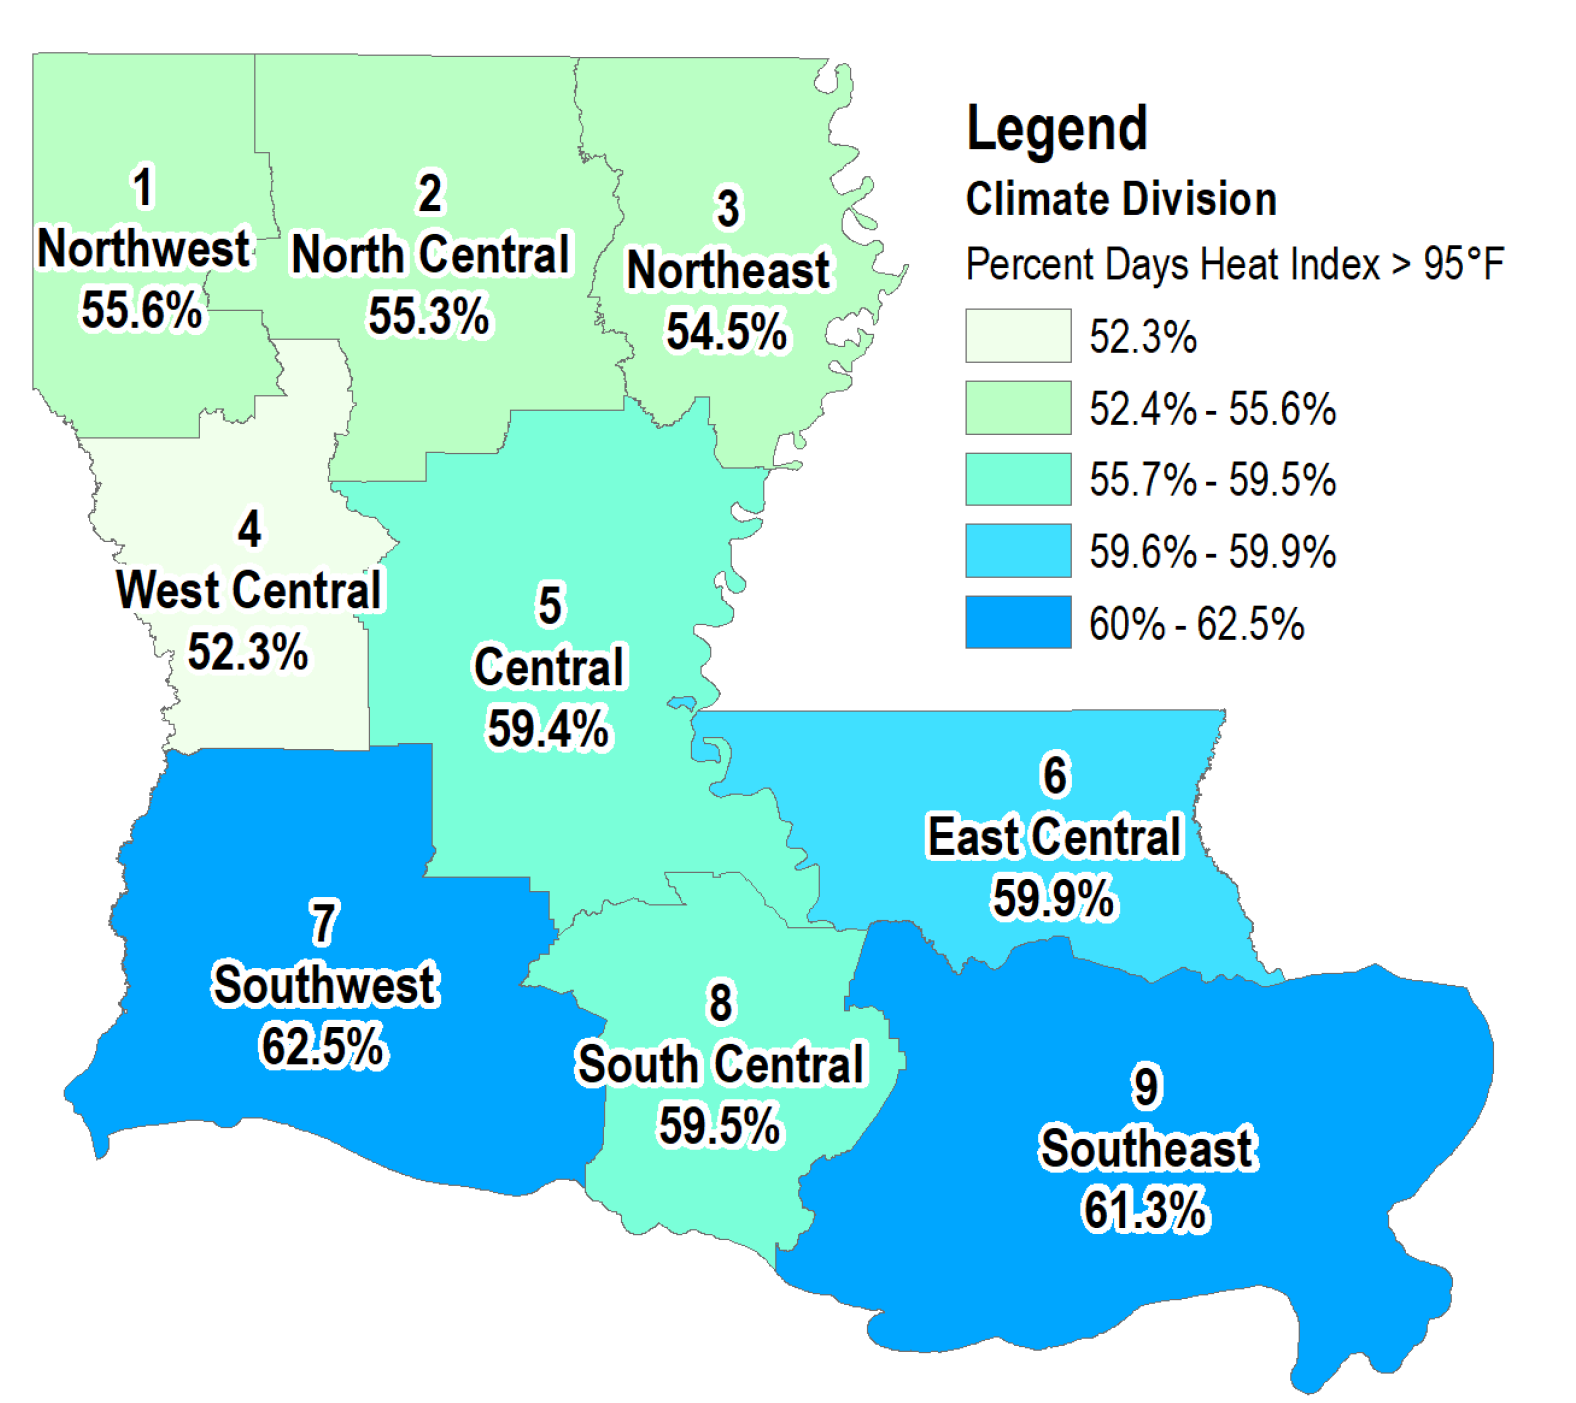 1
Northwest
55.6%
2
North Central
55.3%
3
Northeast
54.5%
Legend
Climate Division
Percent Days Heat Index > 95°F
52.3%
52.4% - 55.6%
55.7% - 59.5%
59.6% - 59.9%
60% - 62.5%
4
West Central
52.3%
5
Central
59.4%
6
East Central
59.9%
7
Southwest
62.5%
8
South Central
59.5%
9
Southeast
61.3%